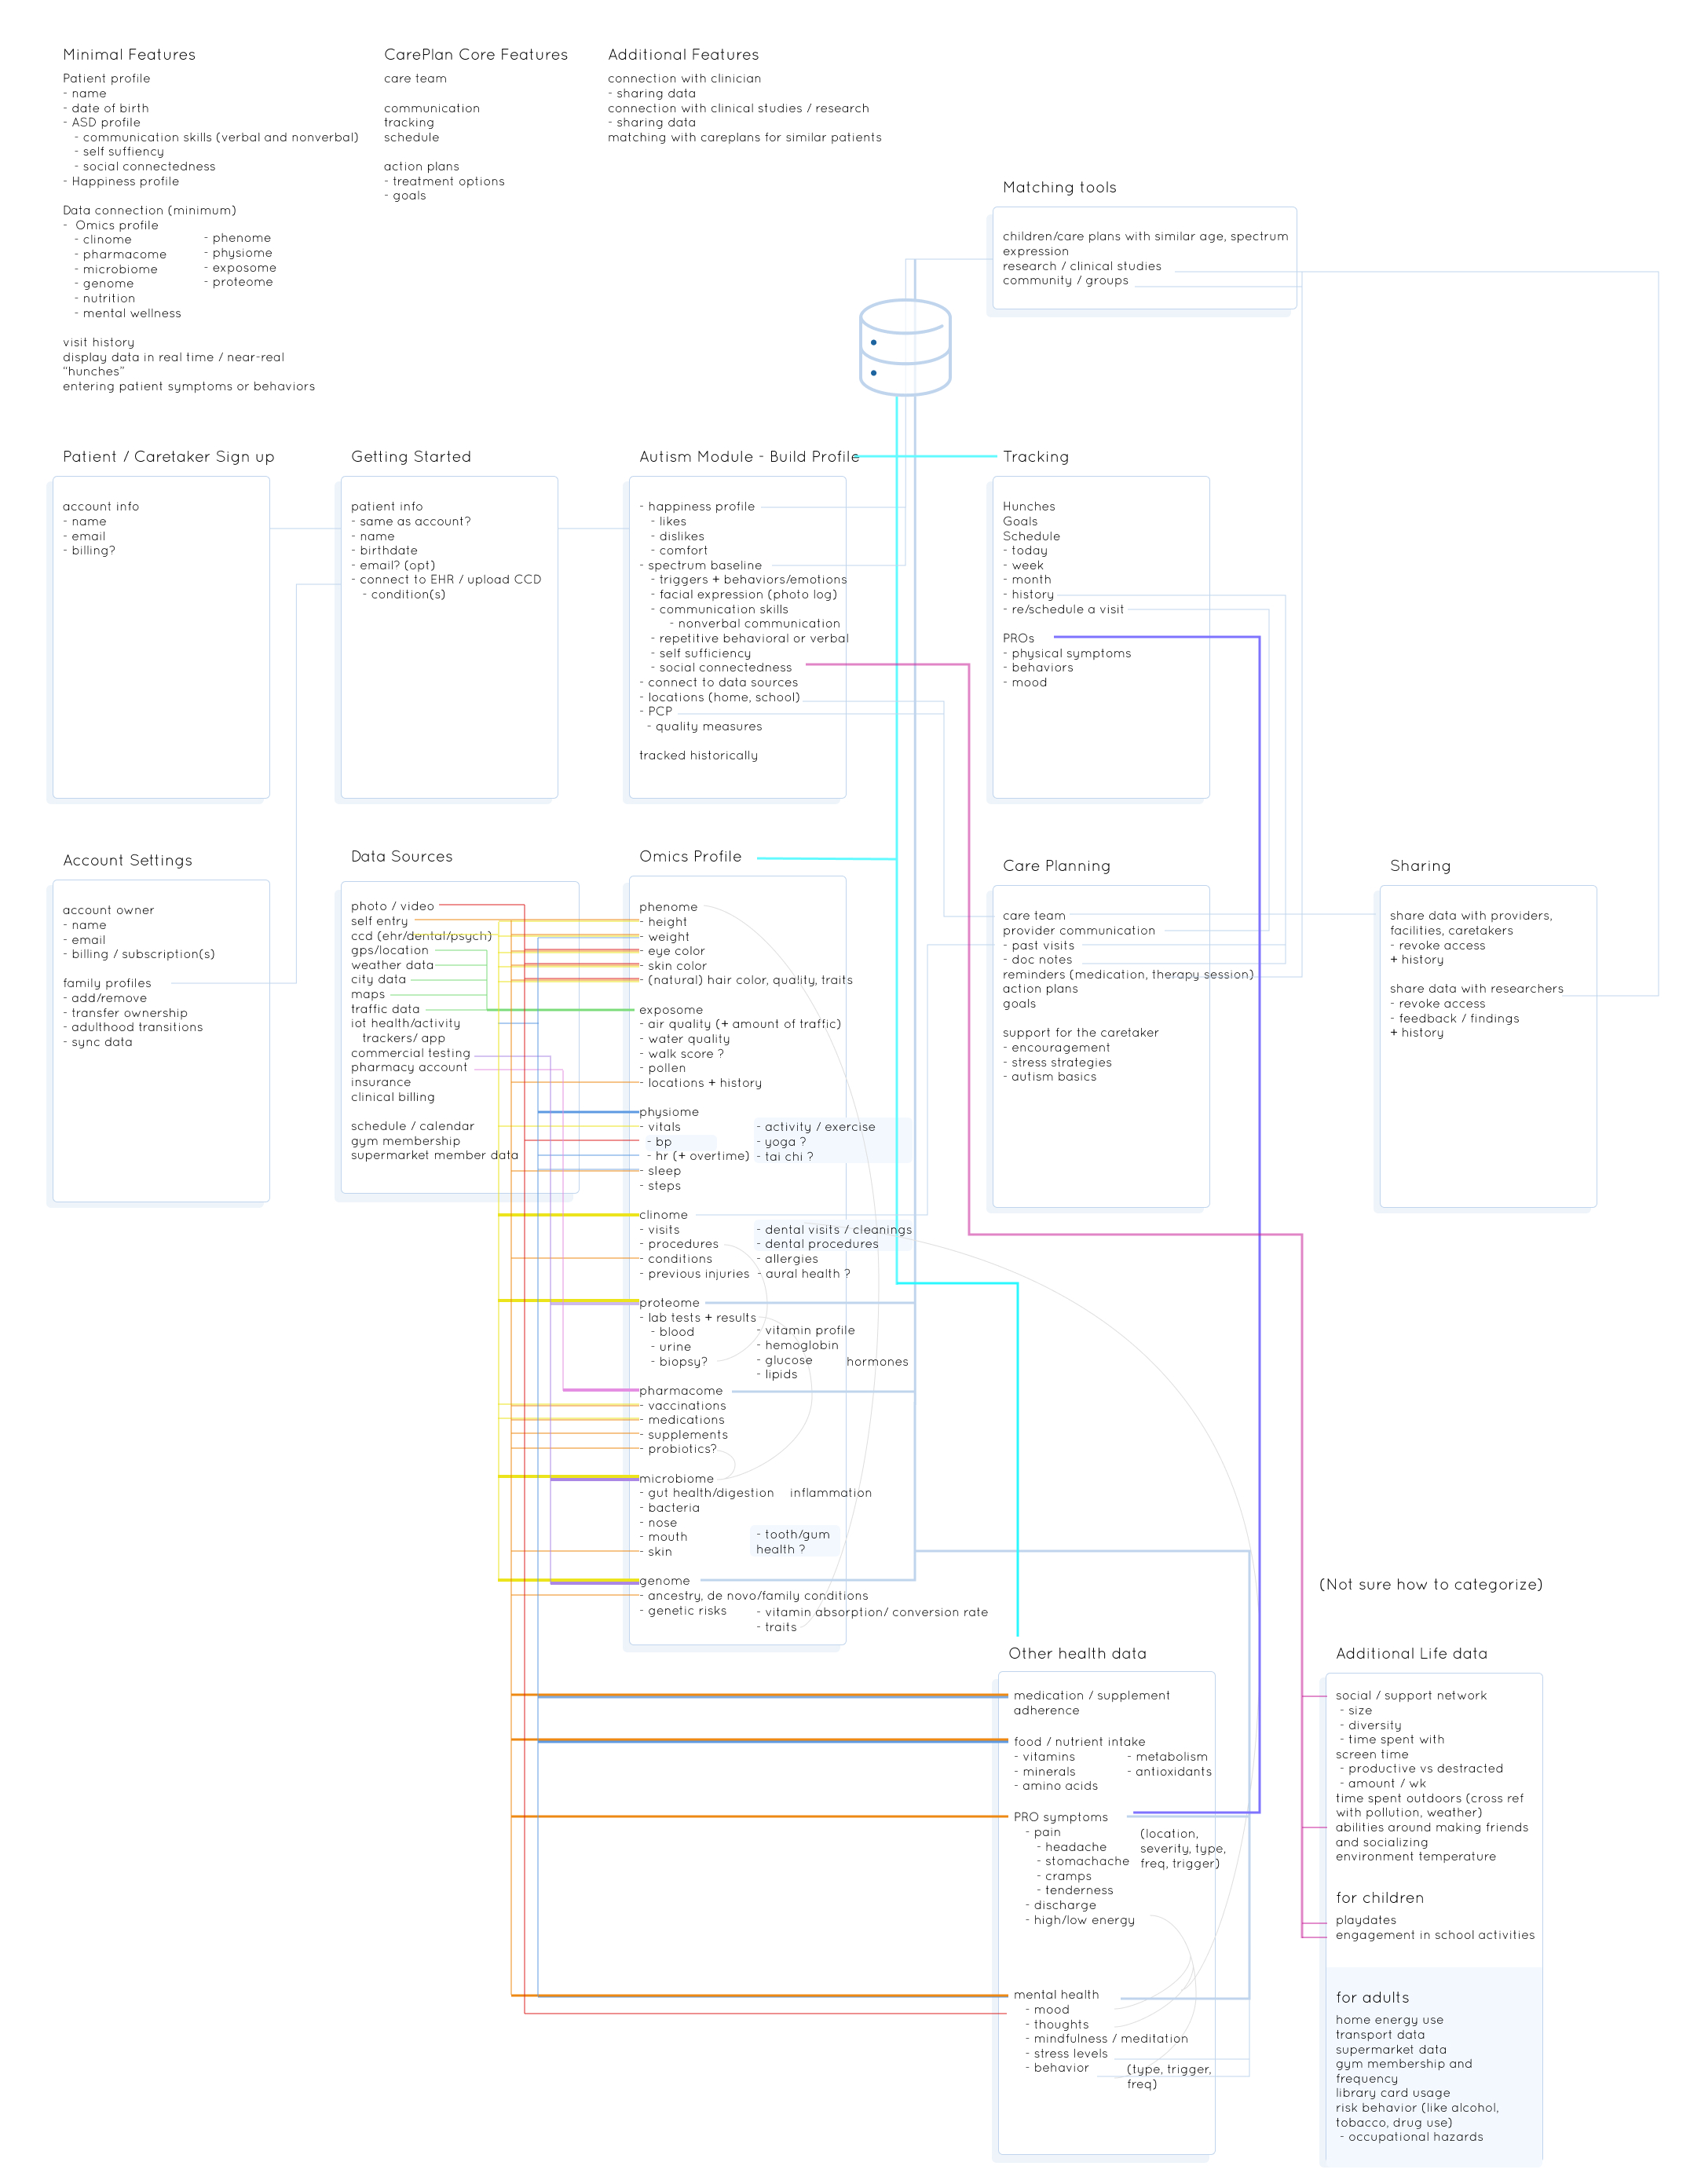 Minimal Features
Patient profile
- name
- date of birth
- ASD profile
- communication skills (verbal and nonverbal)
- self suffiency
- social connectedness
- Happiness profile
Data connection (minimum)
- Omics profile
- clinome
- pharmacome
- microbiome
- genome
- nutrition
- mental wellness
- phenome
- physiome
- exposome
- proteome
visit history
display data in real time / near-real
"hunches"
entering patient symptoms or behaviors
CarePlan Core Features
care team
communication
tracking
schedule
action plans
- treatment options
- goals
Additional Features
connection with clinician
- sharing data
connection with clinical studies / research
- sharing data
matching with careplans for similar patients
Matching tools
children/care plans with similar age, spectrum
expression
research / clinical studies
community / groups
Patient / Caretaker Sign up
account info
- name
- email
- billing?
Getting Started
patient info
- same as account?
- name
- birthdate
- email? (opt)
- connect to EHR / upload CCD
- condition(s)
Autism Module - Build Profile
- happiness profile
- likes
- dislikes
- comfort
- spectrum baseline
- triggers + behaviors/emotions
- facial expression (photo log)
- communication skills
- nonverbal communication
- repetitive behavioral or verbal
- self sufficiency
- social connectedness
- connect to data sources
- locations (home, school)
- PCP
- quality measures
tracked historically
Tracking
Hunches
Goals
Schedule
- today
- week
- month
- history
- re/schedule a visit
PROs
- physical symptoms
- behaviors
- mood
Account Settings
account owner
- name
- email
- billing / subscription(s)
family profiles
- add/remove
- transfer ownership
- adulthood transitions
- sync data
Data Sources
photo / video
self entry
ccd (ehr/dental/psych)
gps/location
weather data
city data
maps
traffic data
iot health/activity
trackers/ app
commercial testing
pharmacy account
insurance
clinical billing
schedule / calendar
gym membership
supermarket member data
Omics Profile
phenome
- height
- weight
- eye color
- skin color
- (natural) hair color, quality, traits
exposome
- air quality (+ amount of traffic)
- water quality
- walk score ?
- pollen
- locations + history
physiome
- vitals
- bp
- hr (+ overtime)
- sleep
- steps
- activity / exercise
- yoga ?
- tai chi ?
clinome
- visits
- procedures
- conditions
- previous injuries
- dental visits / cleanings
- dental procedures
- allergies
- aural health ?
proteome
- lab tests + results
- blood
- urine
- biopsy?
- vitamin profile
- hemoglobin
- glucose
- lipids
hormones
pharmacome
- vaccinations
- medications
- supplements
- probiotics?
microbiome
- gut health/digestion
inflammation
- bacteria
- nose
- mouth
- skin
- tooth/gum
health ?
genome
- ancestry, de novo/family conditions
- genetic risks
- vitamin absorption/ conversion rate
- traits
Care Planning
care team
provider communication
- past visits
- doc notes
reminders (medication, therapy session)
action plans
goals
support for the caretaker
- encouragement
- stress strategies
- autism basics
Sharing
share data with providers,
facilities, caretakers
- revoke access
+ history
share data with researchers
- revoke access
- feedback / findings
+ history
Other health data
medication / supplement
adherence
food / nutrient intake
- vitamins
- minerals
- amino acids
- metabolism
- antioxidants
PRO symptoms
- pain
- headache
- stomachache
- cramps
- tenderness
- discharge
- high/low energy
(location,
severity, type,
freq, trigger)
mental health
- mood
- thoughts
- mindfulness / meditation
- stress levels
- behavior
(type, trigger,
freq)
(Not sure how to categorize)
Additional Life data
social / support network
- size
- diversity
- time spent with
screen time
- productive vs destracted
- amount / wk
time spent outdoors (cross ref
with pollution, weather)
abilities around making friends
and socializing
environment temperature
for children
playdates
engagement in school activities
for adults
home energy use
transport data
supermarket data
gym membership and
frequency
library card usage
risk behavior (like alcohol,
tobacco, drug use)
- occupational hazards